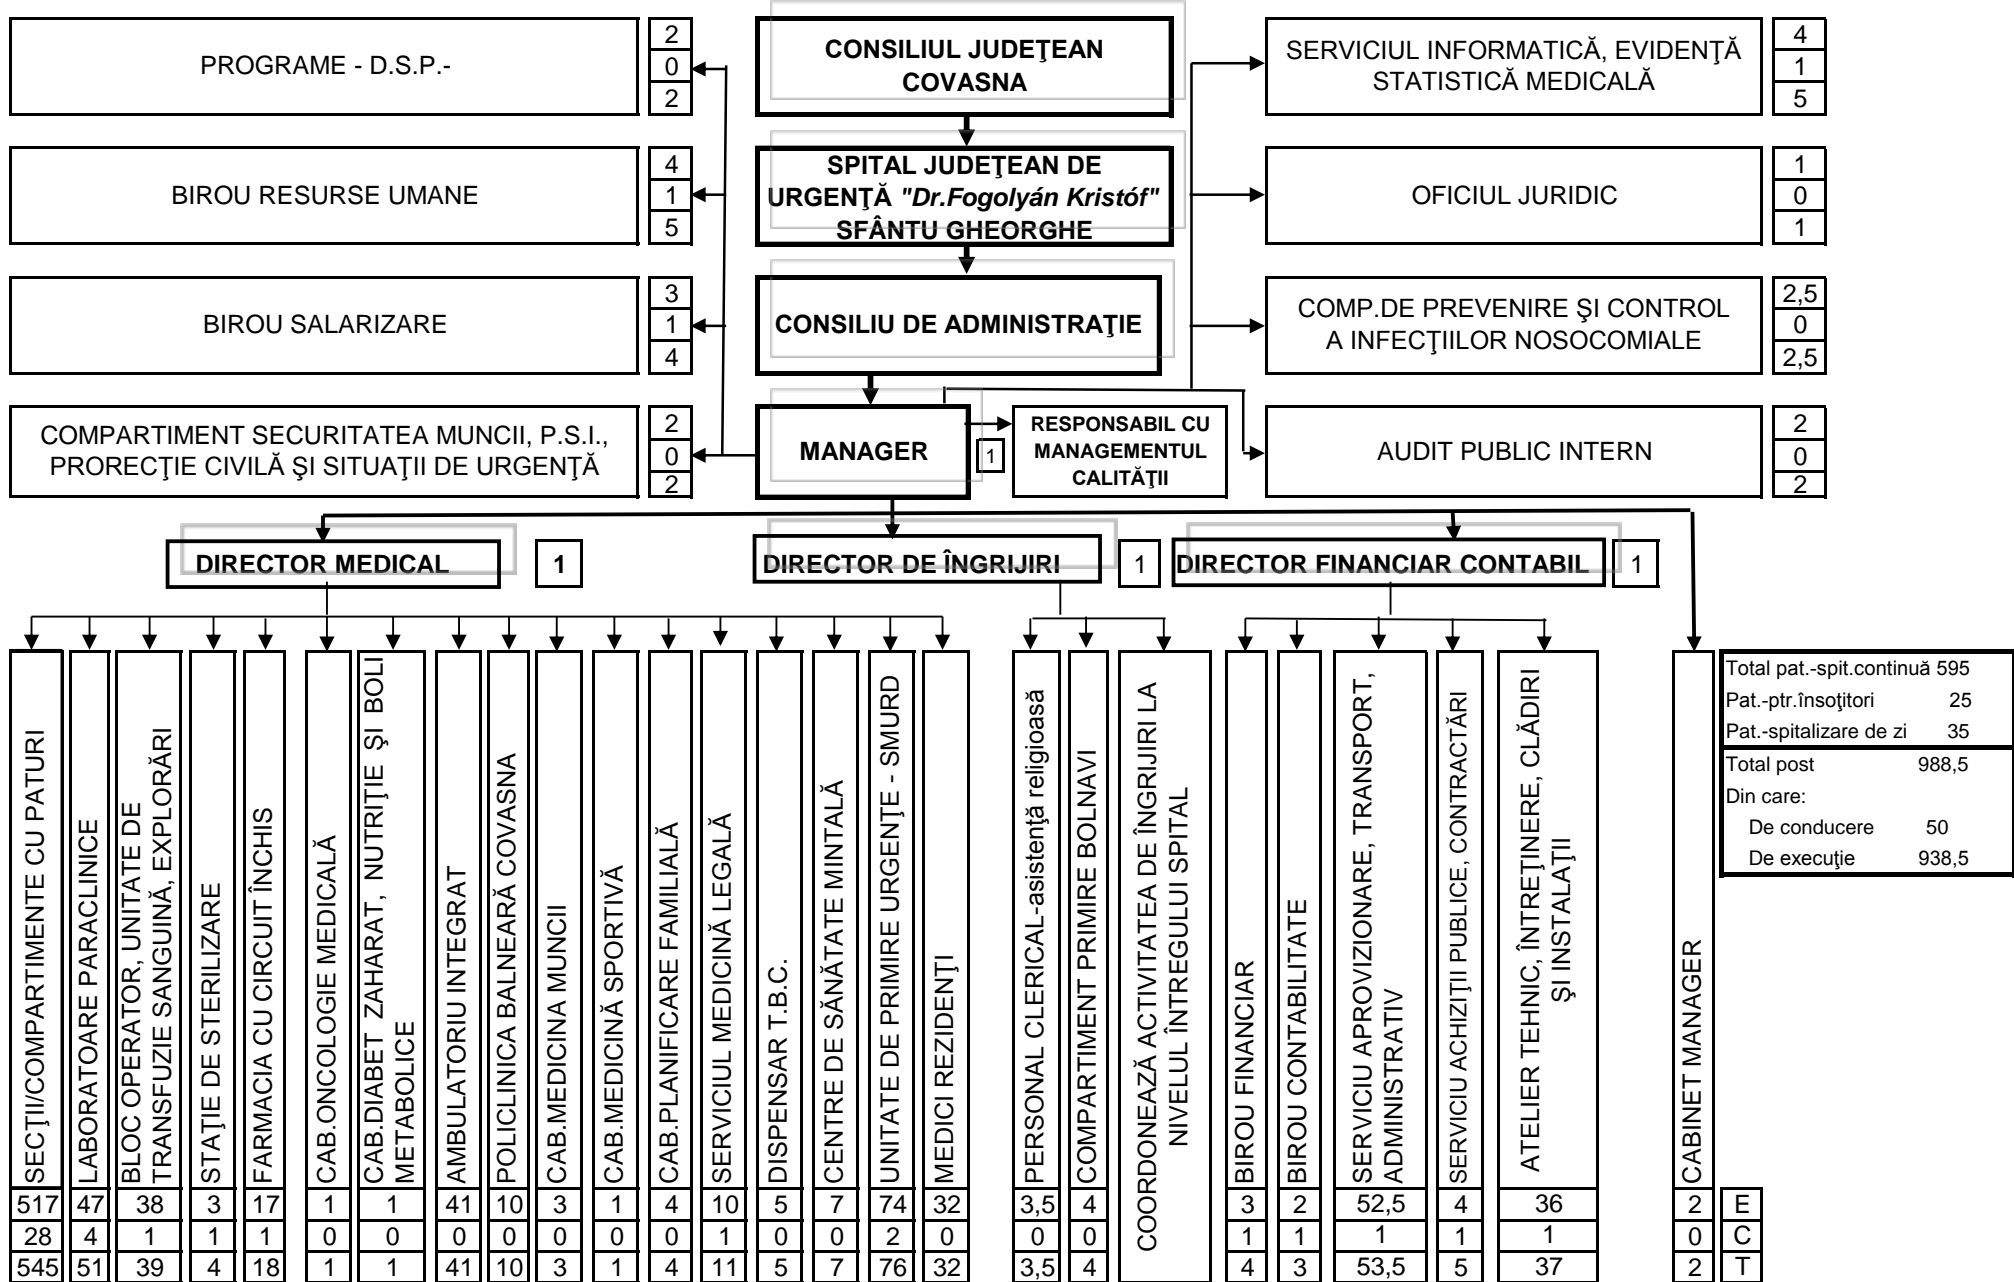 PROGRAME - D.S.P.-
2
0
2
CONSILIUL JUDEŢEAN
COVASNA
SERVICIUL INFORMATICĂ, EVIDENŢĂ
STATISTICĂ MEDICALĂ
4
1
5
BIROU RESURSE UMANE
4
1
5
SPITAL JUDEŢEAN DE
URGENŢĂ "Dr.Fogolyán Kristóf"
SFÂNTU GHEORGHE
OFICIUL JURIDIC
1
0
1
BIROU SALARIZARE
3
1
4
CONSILIU DE ADMINISTRAŢIE
COMP.DE PREVENIRE ŞI CONTROL
A INFECŢIILOR NOSOCOMIALE
2,5
0
2,5
COMPARTIMENT SECURITATEA MUNCII, P.S.I.,
PRORECŢIE CIVILĂ ŞI SITUAŢII DE URGENŢĂ
2
0
2
MANAGER
1
RESPONSABIL CU
MANAGEMENTUL
CALITĂŢII
AUDIT PUBLIC INTERN
2
0
2
DIRECTOR MEDICAL
1
DIRECTOR DE ÎNGRIJIRI
1
DIRECTOR FINANCIAR CONTABIL
1
SECŢII/COMPARTIMENTE CU PATURI
LABORATOARE PARACLINICE
BLOC OPERATOR, UNITATE DE
TRANSFUZIE SANGUINĂ, EXPLORĂRI
STAŢIE DE STERILIZARE
FARMACIA CU CIRCUIT ÎNCHIS
CAB.ONCOLOGIE MEDICALĂ
CAB.DIABET ZAHARAT, NUTRIŢIE ŞI BOLI
METABOLICE
AMBULATORIU INTEGRAT
POLICLINICA BALNEARĂ COVASNA
CAB.MEDICINA MUNCII
CAB.MEDICINĂ SPORTIVĂ
CAB.PLANIFICARE FAMILIALĂ
SERVICIUL MEDICINĂ LEGALĂ
DISPENSAR T.B.C.
CENTRE DE SĂNĂTATE MINTALĂ
UNITATE DE PRIMIRE URGENŢE - SMURD
MEDICI REZIDENŢI
PERSONAL CLERICAL-asistenţă religioasă
COMPARTIMENT PRIMIRE BOLNAVI
COORDONEAZĂ ACTIVITATEA DE ÎNGRIJIRI LA
NIVELUL ÎNTREGULUI SPITAL
BIROU FINANCIAR
BIROU CONTABILITATE
SERVICIU APROVIZIONARE, TRANSPORT,
ADMINISTRATIV
SERVICIU ACHIZIŢII PUBLICE, CONTRACTĂRI
ATELIER TEHNIC, ÎNTREŢINERE, CLĂDIRI
ŞI INSTALAŢII
CABINET MANAGER
Total pat.-spit.continuă 595
Pat.-ptr.însoţitori 25
Pat.-spitalizare de zi 35
Total post 988,5
Din care:
De conducere 50
De execuţie 938,5
517 47 38 3 17 1 1 41 10 3 1 4 10 5 7 74 32 3,5 4 3 2 52,5 4 36 2 E
28 4 1 1 1 0 0 0 0 0 0 0 1 0 0 2 0 0 0 1 1 1 1 1 0 C
545 51 39 4 18 1 1 41 10 3 1 4 11 5 7 76 32 3,5 4 4 3 53,5 5 37 2 T